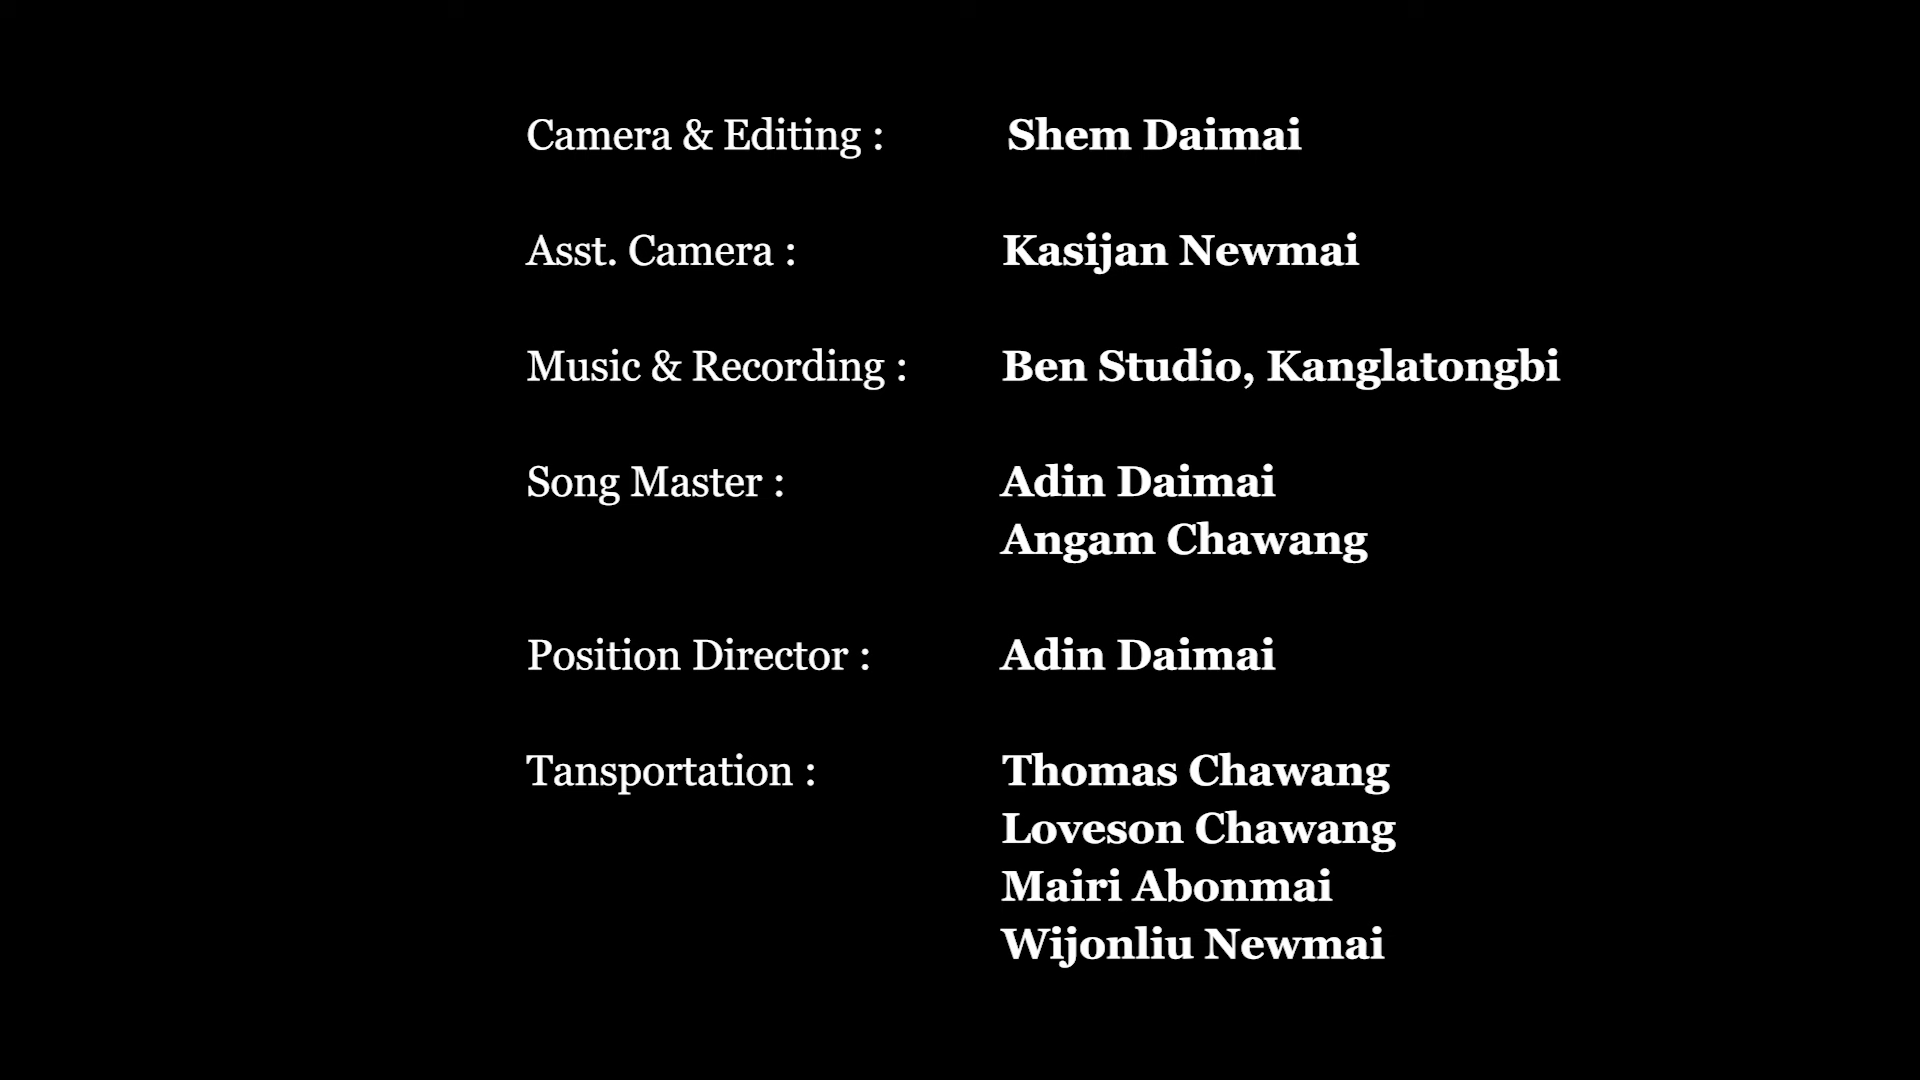 Camera & Editing : Shem Daimai
Asst. Camera : Kasijan Newmai
Music & Recording : Ben Studio, Kanglatongbi
Song Master : Adin Daimai
Angam Chawang
Position Director : Adin Daimai
Tansportation : Thomas Chawang
Loveson Chawang
Mairi Abonmai
Wijonliu Newmai